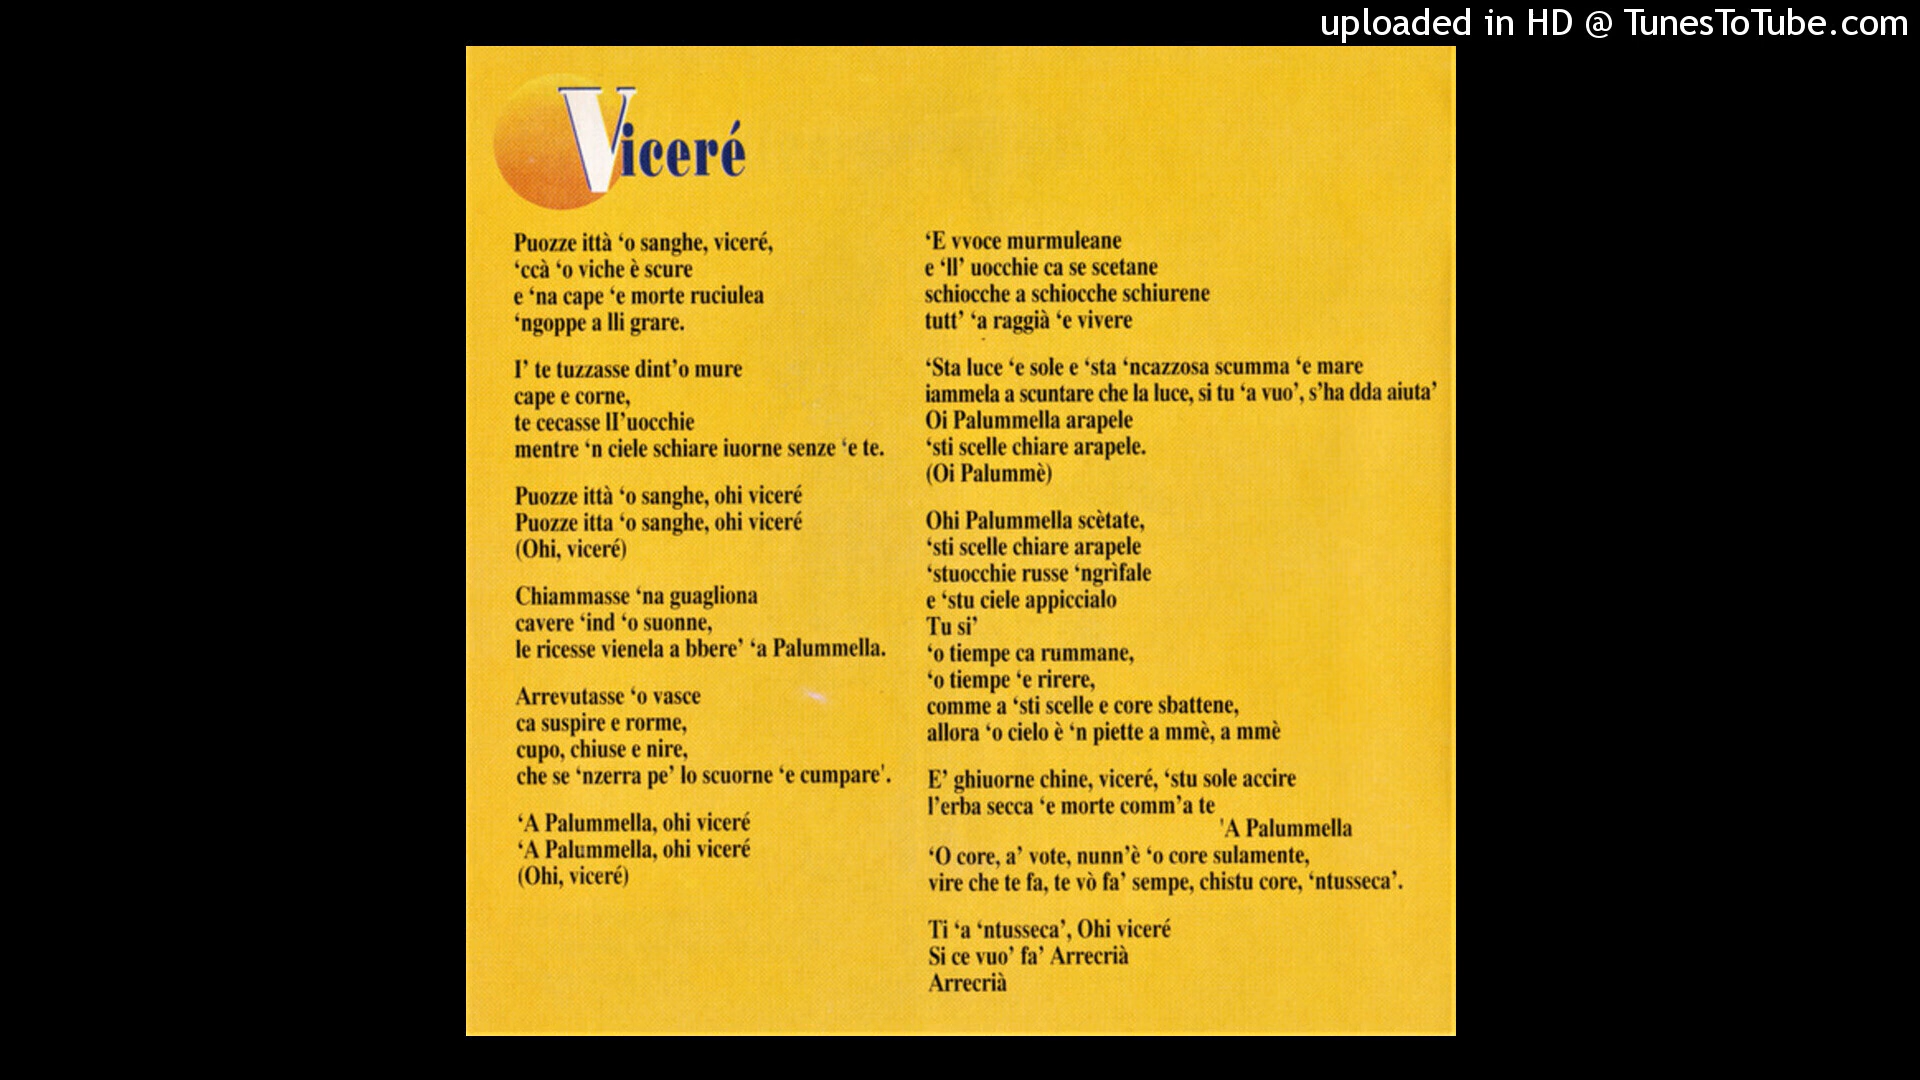 uploaded in HD @ TunesToTube.com
Viceré
Puozze ittà ‘o sanghe, viceré,
‘ccà ‘o viche è scure
e ‘na cape ‘e morte ruciulea
‘ngoppe a lli grare.
I’ te tuzzasse dint’o mure
cape e corne,
te cecasse lI’uocchie
mentre ‘n ciele schiare iuorne senze ‘e te.
Puozze ittà ‘o sanghe, ohi viceré
Puozze itta ‘o sanghe, ohi viceré
(Ohi, viceré)
Chiammasse ‘na guagliona
cavere ‘ind ‘o suonne,
le ricesse vienela a bbere’ ‘a Palummella.
Arrevutasse ‘o vasce
ca suspire e rorme,
cupo, chiuse e nire,
che se ‘nzerra pe’ lo scuorne ‘e cumpare'.
‘A Palummella, ohi viceré
‘A Palummella, ohi viceré
(Ohi, viceré)
‘E vvoce murmuleane
e ‘ll’ uocchie ca se scetane
schiocche a schiocche schiurene
tutt’ ‘a raggià ‘e vivere
‘Sta luce ‘e sole e ‘sta ‘ncazzosa scumma ‘e mare
iammela a scuntare che la luce, si tu ‘a vuo’, s’ha dda aiuta’
Oi Palummella arapele
‘sti scelle chiare arapele.
(Oi Palummè)
Ohi Palummella scètate,
‘sti scelle chiare arapele
‘stuocchie russe ‘ngrìfale
e ‘stu ciele appiccialo
Tu si’
‘o tiempe ca rummane,
‘o tiempe ‘e rirere,
comme a ‘sti scelle e core sbattene,
allora ‘o cielo è ‘n piette a mmè, a mmè
E’ ghiuorne chine, viceré, ‘stu sole accire
l’erba secca ‘e morte comm’a te
'A Palummella
‘O core, a’ vote, nunn’è ‘o core sulamente,
vire che te fa, te vò fa’ sempe, chistu core, ‘ntusseca’.
Ti ‘a ‘ntusseca’, Ohi viceré
Si ce vuo’ fa’ Arrecrià
Arrecrià